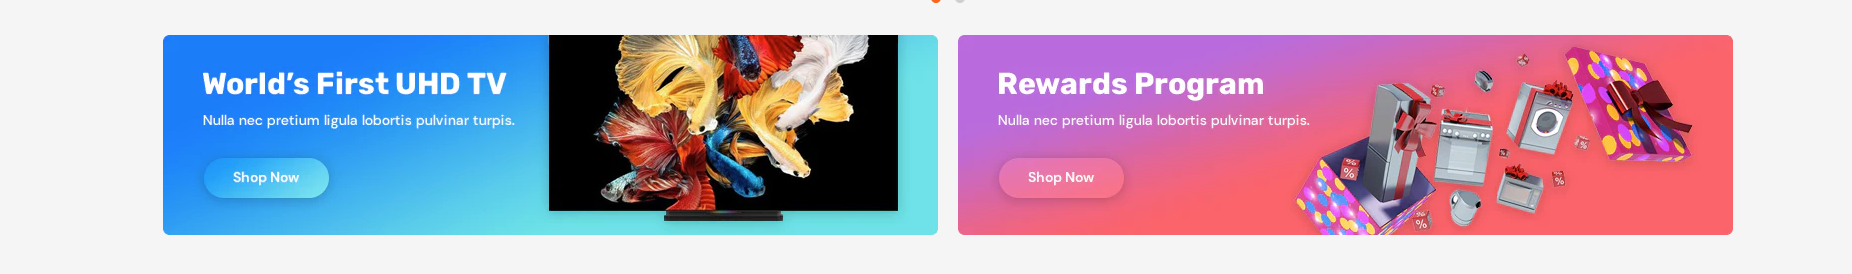 World’s First UHD TV
Nulla nec pretium ligula lobortis pulvinar turpis.
Shop Now
Rewards Program
Nulla nec pretium ligula lobortis pulvinar turpis.
Shop Now
%
%
%
%
%